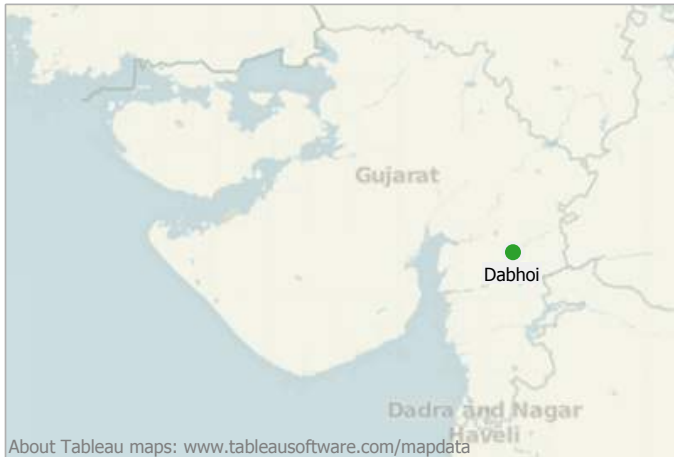 Gujarat
Dabhoi
Dadra and Nagar
Haveli
About Tableau maps: www.tableausoftware.com/mapdata